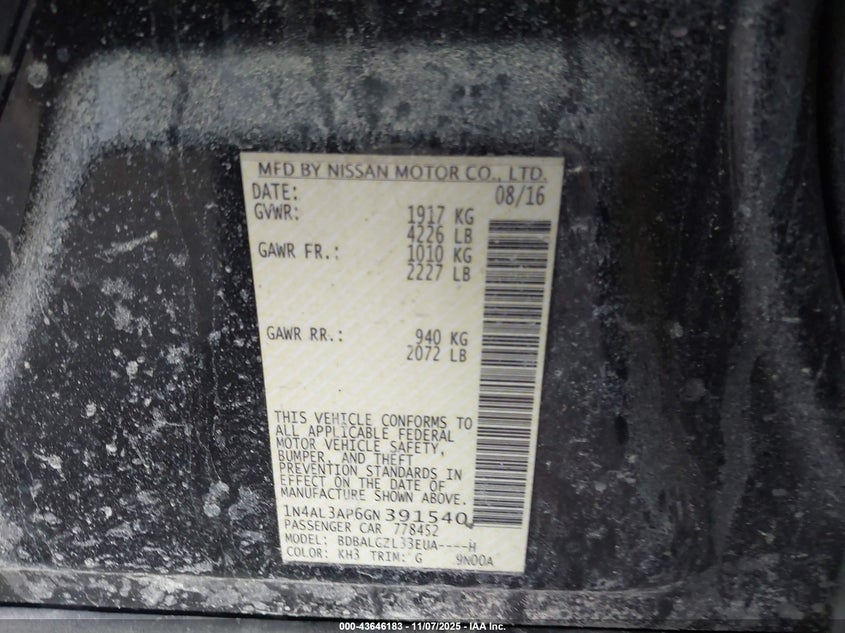 MFD BY NISSAN MOTOR CO., LTD.
DATE: 08/16
GVWR: 1917 KG
4226 LB
GAWR FR.: 1010 KG
2227 LB
GAWR RR.: 940 KG
2072 LB
THIS VEHICLE CONFORMS TO
ALL APPLICABLE FEDERAL
MOTOR VEHICLE SAFETY,
BUMPER, AND THEFT
PREVENTION STANDARDS IN
EFFECT ON THE DATE OF
MANUFACTURE SHOWN ABOVE.
1N4AL3AP6GN391540
PASSENGER CAR 778452
MODEL: BDBALGZL33EUA----H
COLOR: KH3 TRIM: G 9N00A
000-43646183 - 11/07/2025 - IAA Inc.